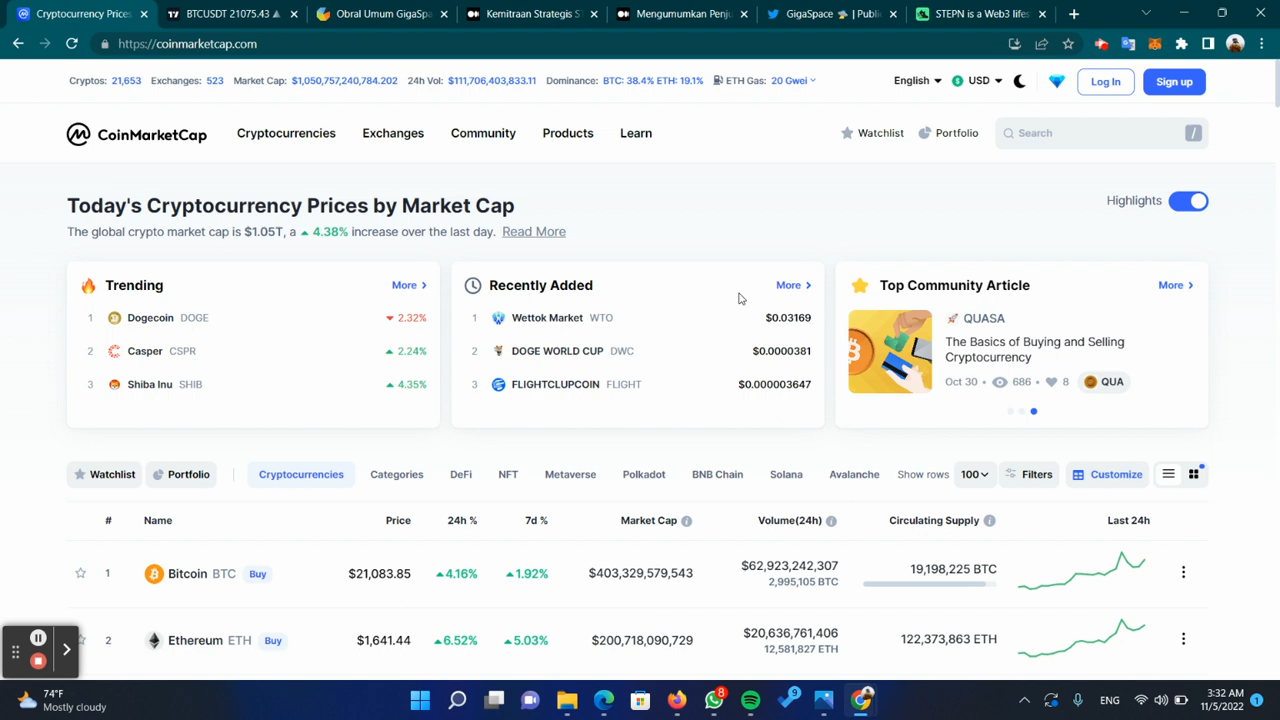 Cryptocurrency Prices
BTCUSDT 21075.43
Obral Umum GigaSpa
Kemitraan Strategis S
Mengumumkan Penju
GigaSpace | Publi
STEPN is a Web3 lifes
https://coinmarketcap.com
Cryptos: 21,653 Exchanges: 523 Market Cap: $1,050,757,240,784.202 24h Vol: $111,706,403,833.11 Dominance: BTC: 38.4% ETH: 19.1% ETH Gas: 20 Gwei
English USD Log In Sign up
CoinMarketCap Cryptocurrencies Exchanges Community Products Learn Watchlist Portfolio Search /
Today's Cryptocurrency Prices by Market Cap
Highlights
The global crypto market cap is $1.05T, a ▲ 4.38% increase over the last day. Read More
Trending More >
1 Dogecoin DOGE ▼ 2.32%
2 Casper CSPR ▲ 2.24%
3 Shiba Inu SHIB ▲ 4.35%
Recently Added More >
1 Wettok Market WTO $0.03169
2 DOGE WORLD CUP DWC $0.0000381
3 FLIGHTCLUPCOIN FLIGHT $0.000003647
Top Community Article More >
QUASA
The Basics of Buying and Selling
Cryptocurrency
Oct 30 • 686 • 8 QUA
Watchlist Portfolio Cryptocurrencies Categories DeFi NFT Metaverse Polkadot BNB Chain Solana Avalanche Show rows 100 Filters Customize
# Name Price 24h % 7d % Market Cap Volume(24h) Circulating Supply Last 24h
1 Bitcoin BTC Buy $21,083.85 ▲4.16% ▲1.92% $403,329,579,543 $62,923,242,307 19,198,225 BTC
2,995,105 BTC
2 Ethereum ETH Buy $1,641.44 ▲6.52% ▲5.03% $200,718,090,729 $20,636,761,406 122,373,863 ETH
12,581,827 ETH
74°F
Mostly cloudy
8
9
ENG
3:32 AM
11/5/2022
1